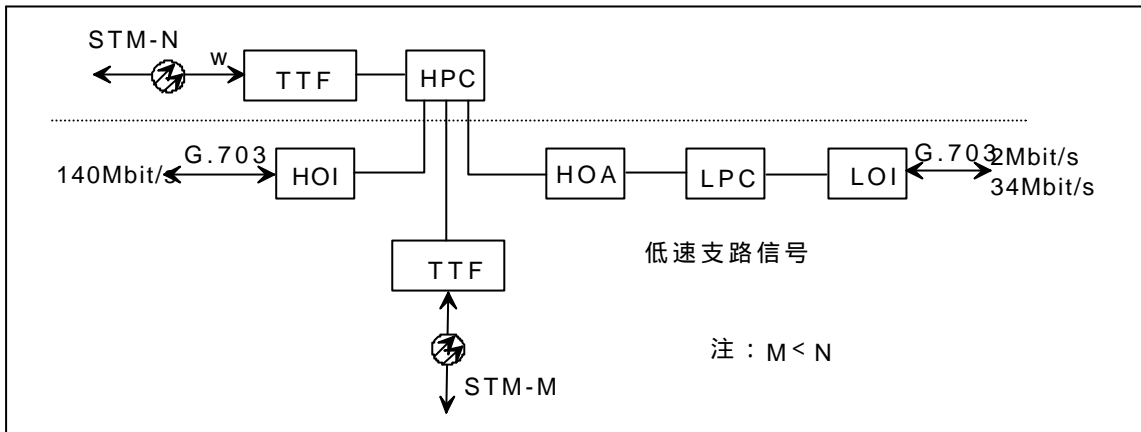 STM-N
w
TTF
HPC
140Mbit/s
G.703
HOI
HOA
LPC
LOI
G.703
2Mbit/s
34Mbit/s
TTF
低速支路信号
注：M<N
STM-M